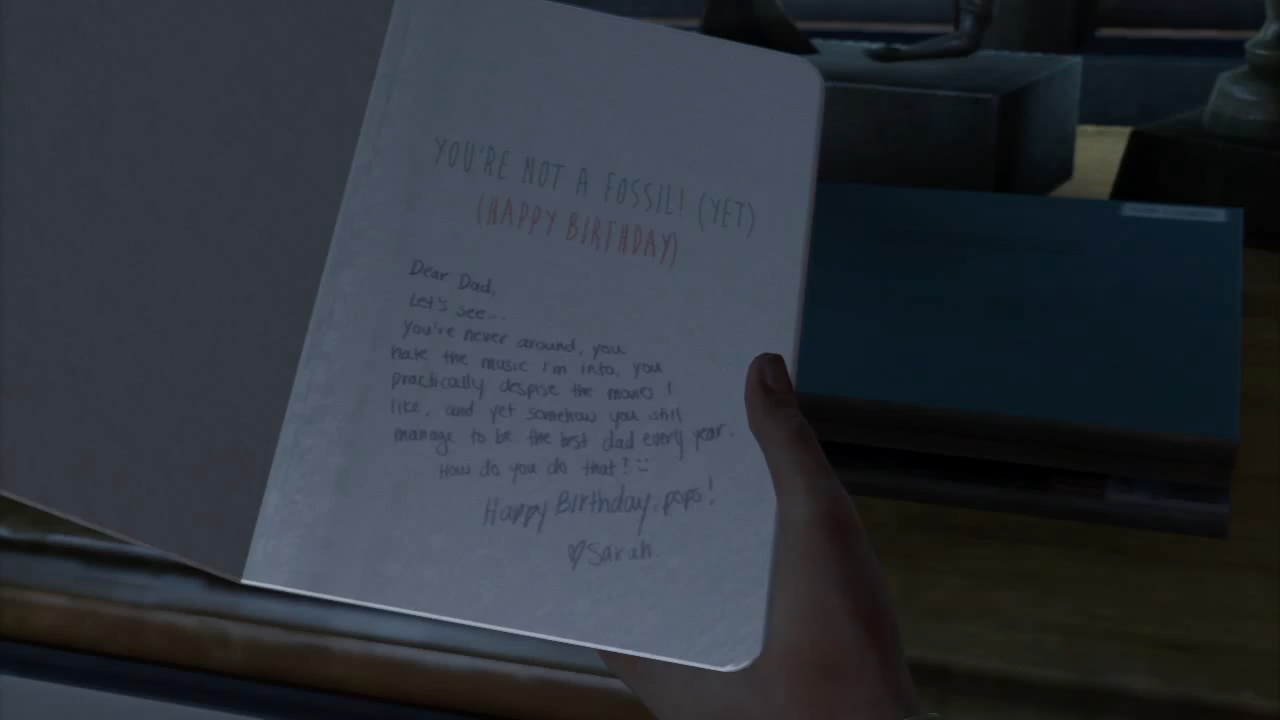 YOU'RE NOT A FOSSIL! (YET)
(HAPPY BIRTHDAY)
Dear Dad,
Let's see...
you're never around, you
hate the music I'm into, you
practically despise the movies I
like, and yet somehow you still
manage to be the best dad every year.
How do you do that? :)
Happy Birthday, pops!
♡Sarah.